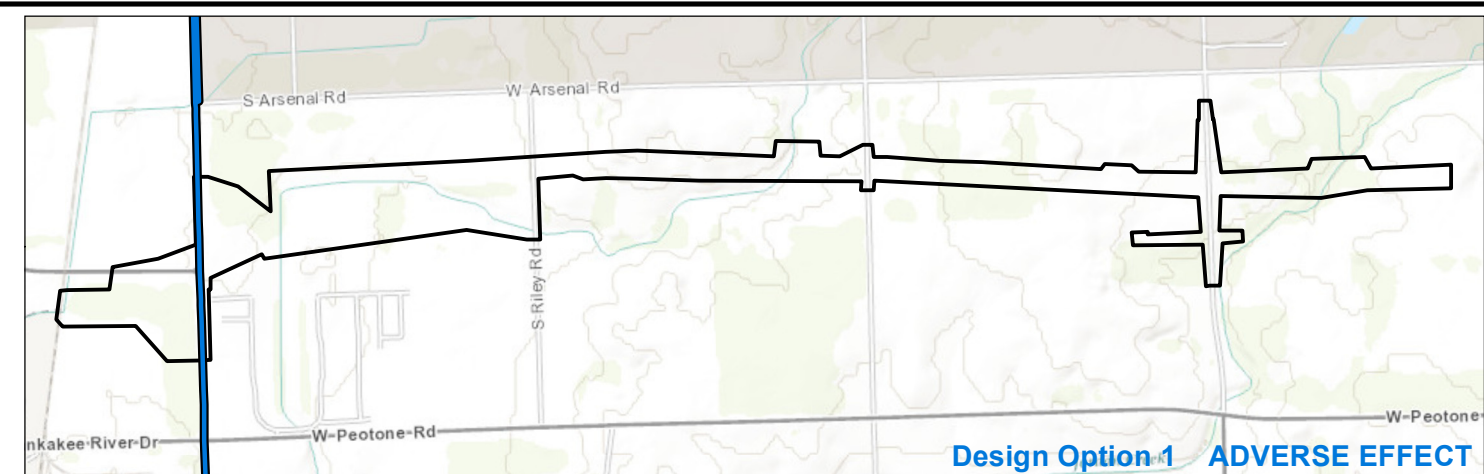 S Arsenal Rd
W Arsenal Rd
S Riley Rd
nkakee River Dr
W Peotone Rd
W Peotone
Design Option 1 ADVERSE EFFECT